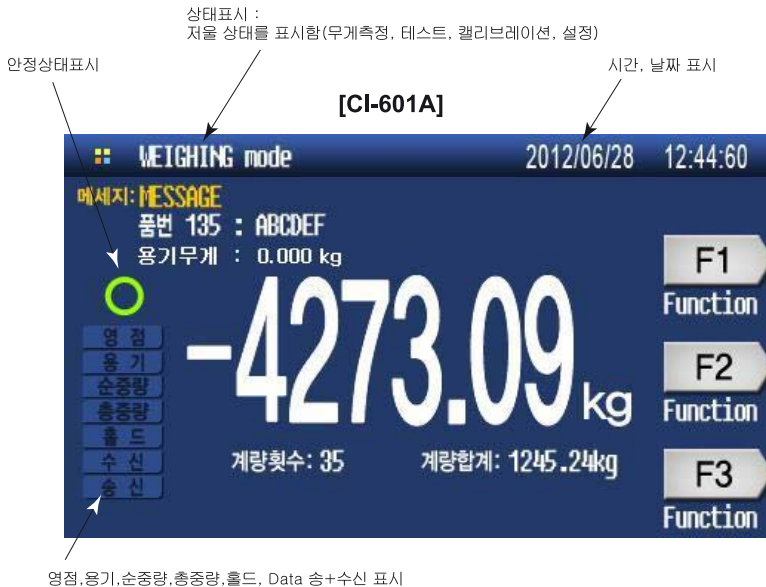 상태표시 :
저울 상태를 표시함(무게측정, 테스트, 캘리브레이션, 설정)
안정상태표시
시간, 날짜 표시
[CI-601A]
WEIGHING mode 2012/06/28 12:44:60
메세지: MESSAGE
품번 135 : ABCDEF
용기무게 : 0.000 kg
-4273.09 kg
F1
Function
F2
Function
F3
Function
영 점
용 기
순중량
총중량
홀 드
수 신
송 신
계량횟수: 35 계량합계: 1245.24kg
영점,용기,순중량,총중량,홀드, Data 송+수신 표시